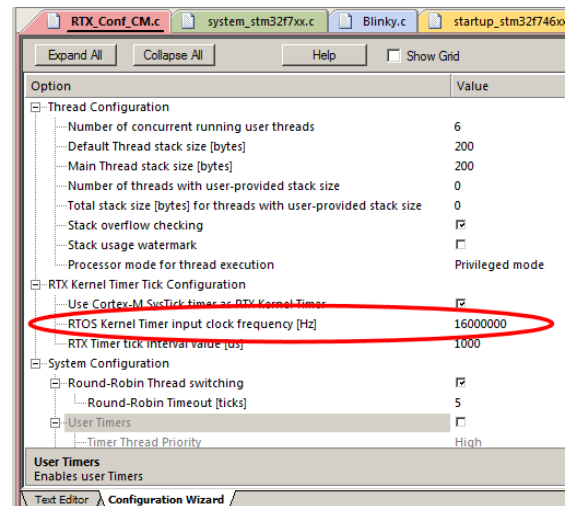 RTX_Conf_CM.c system_stm32f7xx.c Blinky.c startup_stm32f746xx
Expand All Collapse All Help Show Grid
Option Value
Thread Configuration
Number of concurrent running user threads 6
Default Thread stack size [bytes] 200
Main Thread stack size [bytes] 200
Number of threads with user-provided stack size 0
Total stack size [bytes] for threads with user-provided stack size 0
Stack overflow checking
Stack usage watermark
Processor mode for thread execution Privileged mode
RTX Kernel Timer Tick Configuration
Use Cortex-M SysTick timer as RTX Kernel Timer
RTOS Kernel Timer input clock frequency [Hz] 16000000
RTX Timer tick interval value [us] 1000
System Configuration
Round-Robin Thread switching
Round-Robin Timeout [ticks] 5
User Timers
Timer Thread Priority High
User Timers
Enables user Timers
Text Editor Configuration Wizard